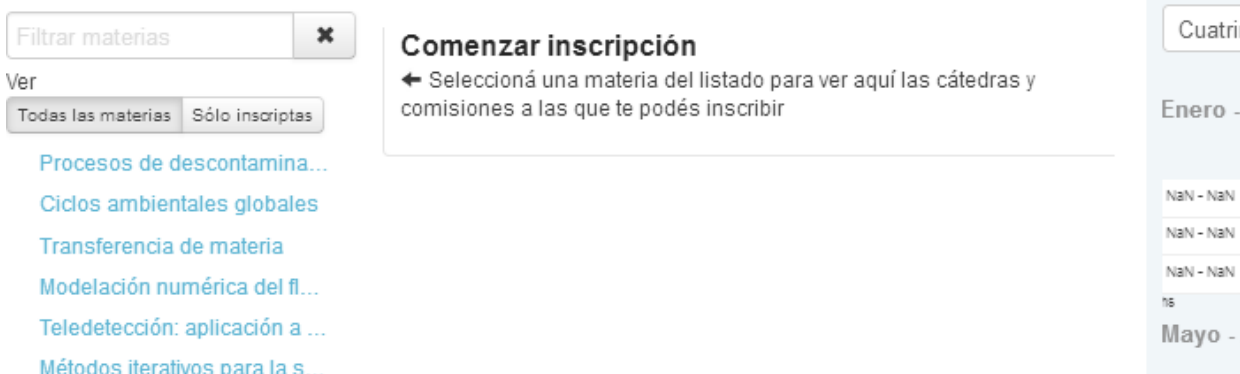 Filtrar materias
Ver
Todas las materias Sólo inscriptas
Procesos de descontamina...
Ciclos ambientales globales
Transferencia de materia
Modelación numérica del fl...
Teledetección: aplicación a ...
Métodos iterativos para la s...
Comenzar inscripción
Seleccioná una materia del listado para ver aquí las cátedras y
comisiones a las que te podés inscribir
Enero -
NaN - NaN
NaN - NaN
NaN - NaN
Mayo -